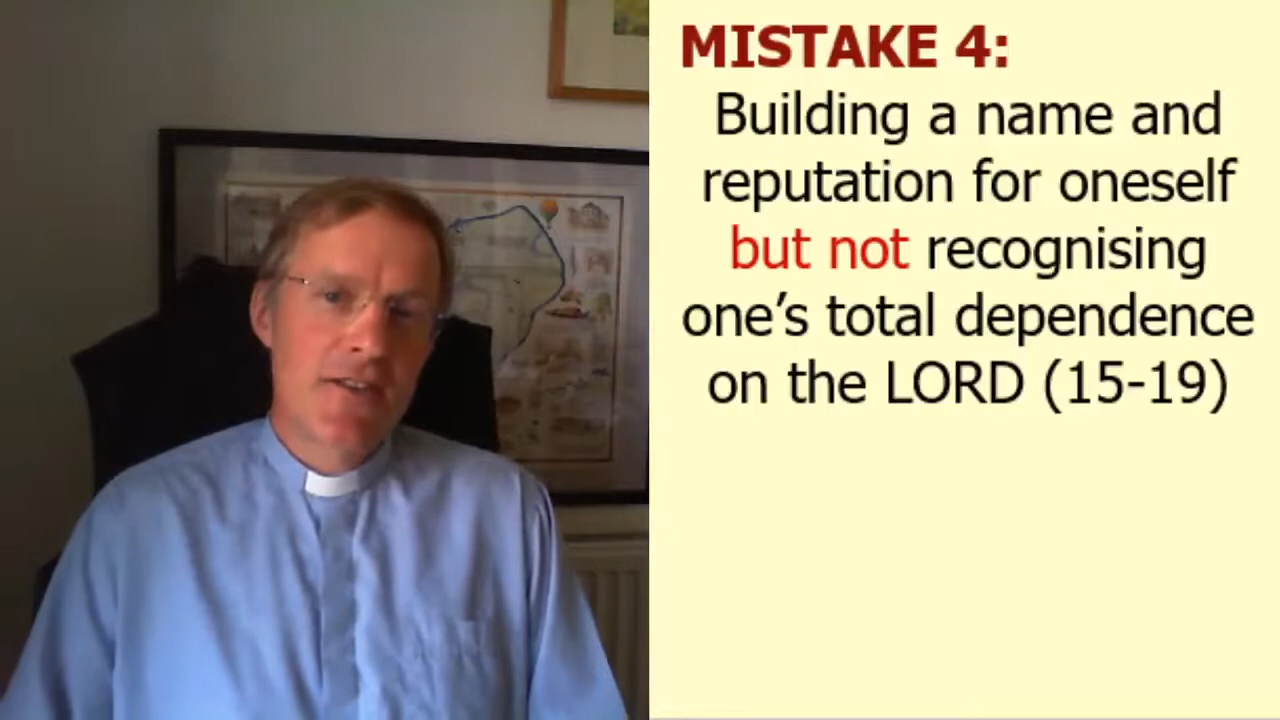 MISTAKE 4:
Building a name and
reputation for oneself
but not recognising
one’s total dependence
on the LORD (15-19)